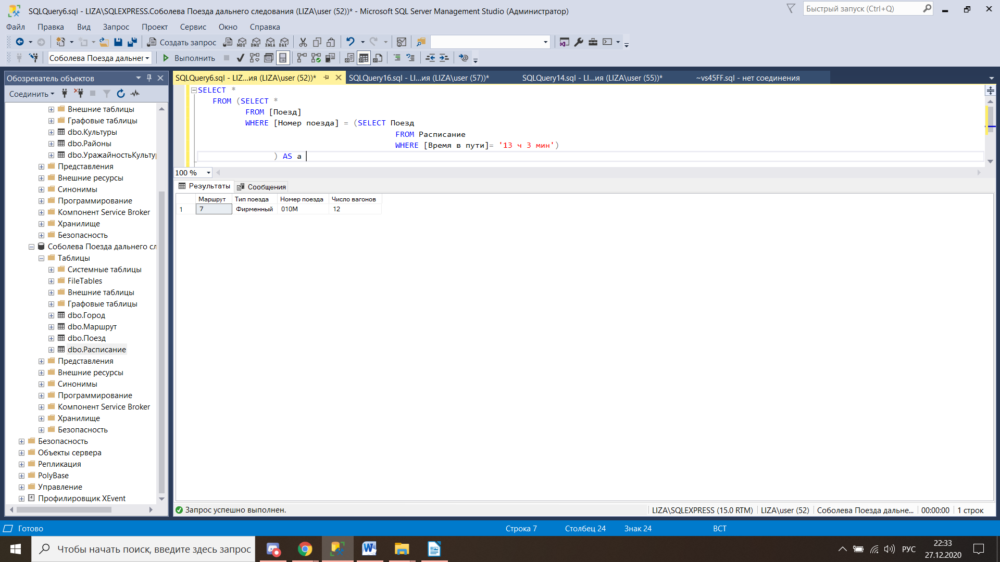 SQLQuery6.sql - LIZA\SQLEXPRESS.Соболева Поезда дальнего следования (LIZA\user (52))* - Microsoft SQL Server Management Studio (Администратор)
Быстрый запуск (Ctrl+Q)
Файл Правка Вид Запрос Проект Сервис Окно Справка
Создать запрос MDX DMX XMLA DAX
Соболева Поезда дальнег Выполнить
Обозреватель объектов
Соединить
Внешние таблицы
Графовые таблицы
dbo.Культуры
dbo.Районы
dbo.УражайностьКульту
Представления
Внешние ресурсы
Синонимы
Программирование
Компонент Service Broker
Хранилище
Безопасность
Соболева Поезда дальнего сл
Таблицы
Системные таблицы
FileTables
Внешние таблицы
Графовые таблицы
dbo.Город
dbo.Маршрут
dbo.Поезд
dbo.Расписание
Представления
Внешние ресурсы
Синонимы
Программирование
Компонент Service Broker
Хранилище
Безопасность
Безопасность
Объекты сервера
Репликация
PolyBase
Управление
Профилировщик XEvent
SQLQuery6.sql - LIZ...ия (LIZA\user (52))* SQLQuery16.sql - LI...ия (LIZA\user (57))* SQLQuery14.sql - LI...ия (LIZA\user (55))* ~vs45FF.sql - нет соединения
SELECT *
FROM (SELECT *
FROM [Поезд]
WHERE [Номер поезда] = (SELECT Поезд
FROM Расписание
WHERE [Время в пути]= '13 ч 3 мин')
) AS a
100 %
Результаты Сообщения
Маршрут Тип поезда Номер поезда Число вагонов
1 7 Фирменный 010М 12
Запрос успешно выполнен. LIZA\SQLEXPRESS (15.0 RTM) LIZA\user (52) Соболева Поезда дальне... 00:00:00 1 строк
Готово Строка 7 Столбец 24 Знак 24 ВСТ
Чтобы начать поиск, введите здесь запрос
РУС
22:33
27.12.2020